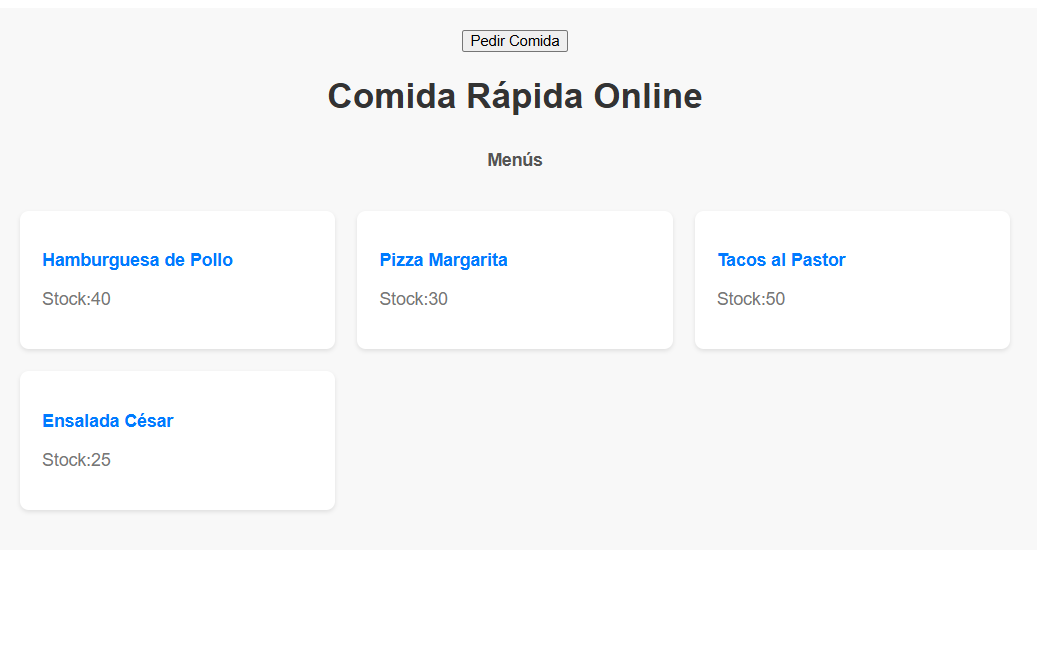 Pedir Comida
Comida Rápida Online
Menús
Hamburguesa de Pollo
Stock:40
Pizza Margarita
Stock:30
Tacos al Pastor
Stock:50
Ensalada César
Stock:25